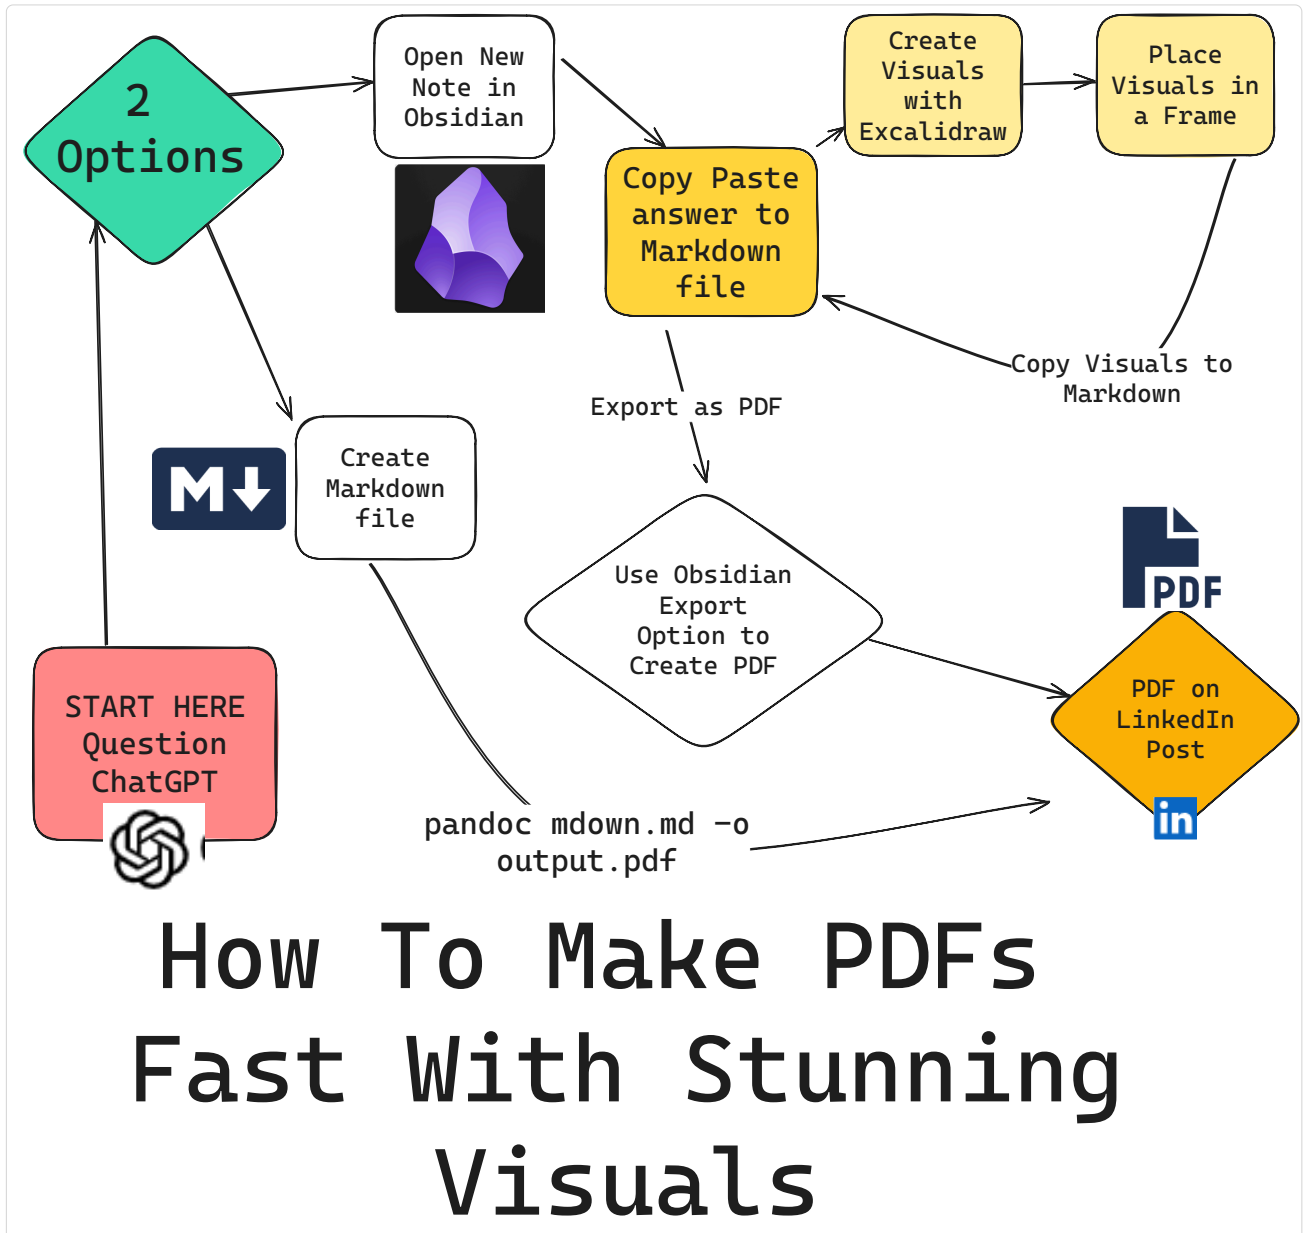 2
Options
Open New
Note in
Obsidian
Create
Visuals
with
Excalidraw
Place
Visuals in
a Frame
Copy Paste
answer to
Markdown
file
Copy Visuals to
Markdown
Export as PDF
M
Create
Markdown
file
Use Obsidian
Export
Option to
Create PDF
PDF
PDF on
LinkedIn
Post
in
START HERE
Question
ChatGPT
pandoc mdown.md -o
output.pdf
How To Make PDFs
Fast With Stunning
Visuals